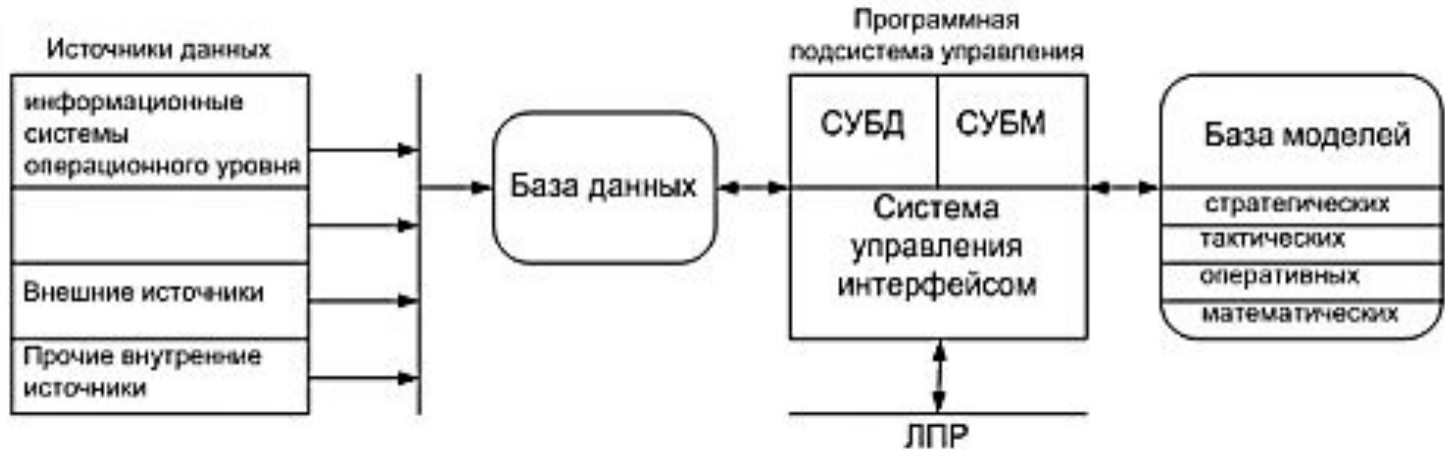 Источники данных
информационные
системы
операционного уровня
Внешние источники
Прочие внутренние
источники
База данных
Программная
подсистема управления
СУБД
СУБМ
Система
управления
интерфейсом
ЛПР
База моделей
стратегических
тактических
оперативных
математических